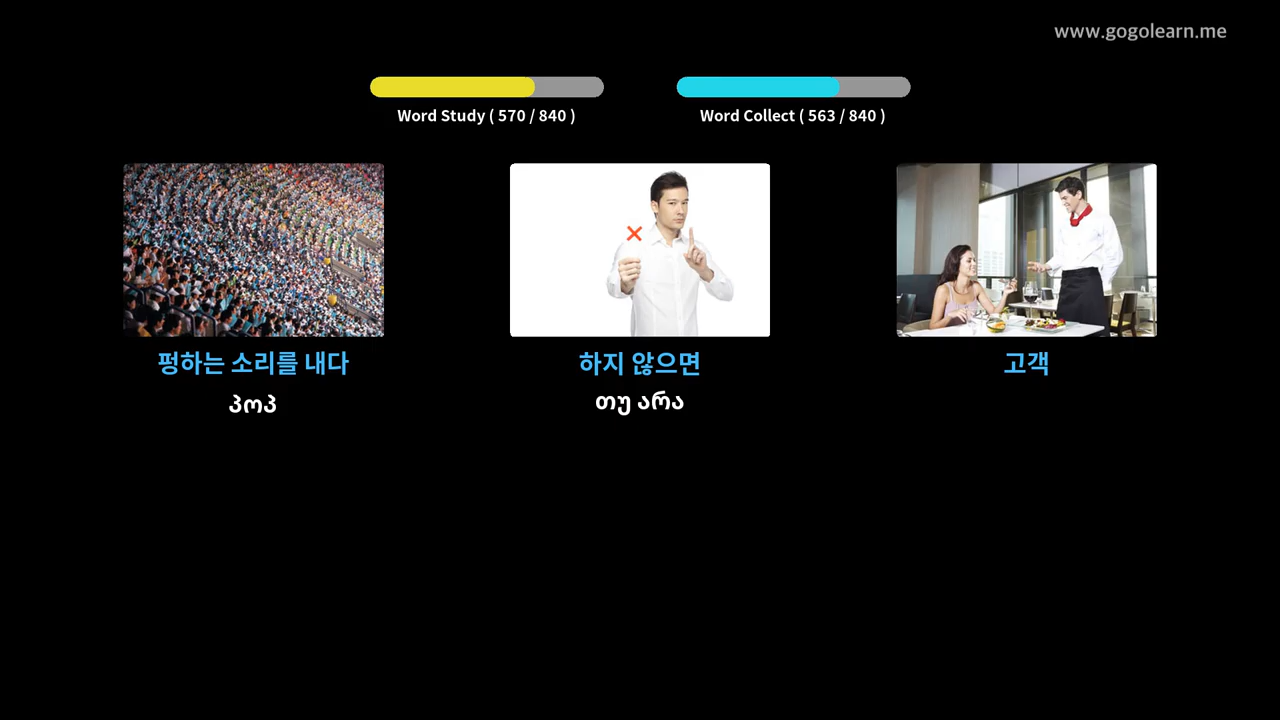 www.gogolearn.me
Word Study ( 570 / 840 )
Word Collect ( 563 / 840 )
펑하는 소리를 내다
하지 않으면
고객
პოპ
თუ არა